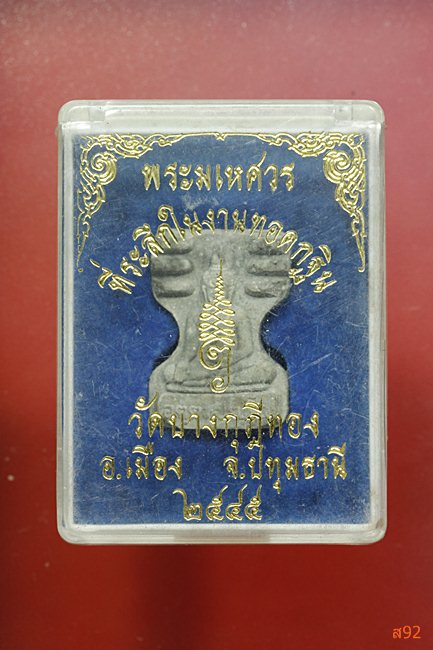 พระมเหศวร
ที่ระลึกในงานทอดกฐิน
วัดบางกุฎีทอง
อ.เมือง จ.ปทุมธานี
๒๕๔๕
ส92